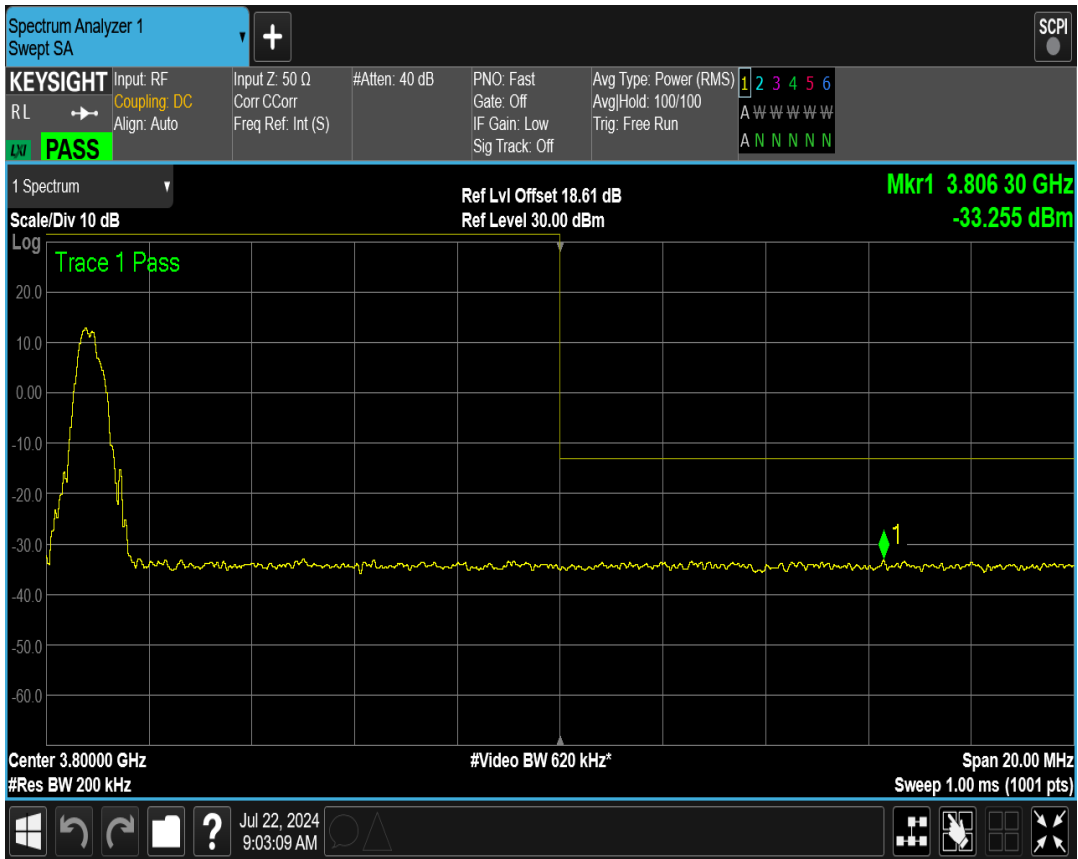 Spectrum Analyzer 1
Swept SA
SCPI
KEYSIGHT
RL
LXI PASS
Input: RF
Coupling: DC
Align: Auto
Input Z: 50 Ω
Corr CCorr
Freq Ref: Int (S)
#Atten: 40 dB
PNO: Fast
Gate: Off
IF Gain: Low
Sig Track: Off
Avg Type: Power (RMS)
Avg|Hold: 100/100
Trig: Free Run
1 2 3 4 5 6
A W W W W W
A N N N N N
1 Spectrum
Scale/Div 10 dB
Ref Lvl Offset 18.61 dB
Ref Level 30.00 dBm
Mkr1 3.806 30 GHz
-33.255 dBm
Log
Trace 1 Pass
20.0
10.0
0.00
-10.0
-20.0
-30.0
1
-40.0
-50.0
-60.0
Center 3.80000 GHz
#Res BW 200 kHz
#Video BW 620 kHz*
Span 20.00 MHz
Sweep 1.00 ms (1001 pts)
?
Jul 22, 2024
9:03:09 AM